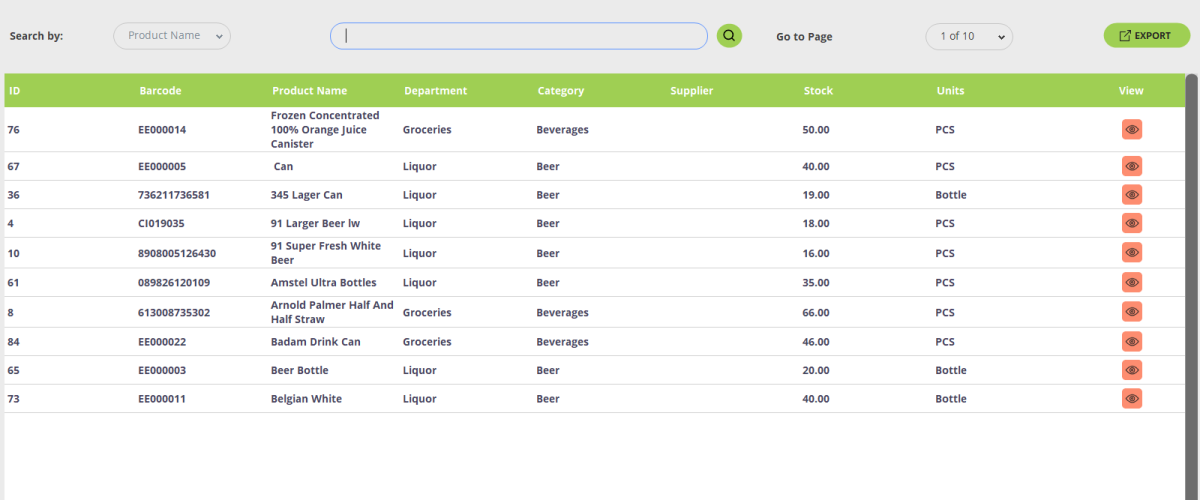 Search by: Product Name Go to Page 1 of 10 EXPORT
ID Barcode Product Name Department Category Supplier Stock Units View
76 EE000014 Frozen Concentrated 100% Orange Juice Canister Groceries Beverages 50.00 PCS
67 EE000005 Can Liquor Beer 40.00 PCS
36 736211736581 345 Lager Can Liquor Beer 19.00 Bottle
4 CI019035 91 Larger Beer lw Liquor Beer 18.00 PCS
10 8908005126430 91 Super Fresh White Beer Liquor Beer 16.00 PCS
61 089826120109 Amstel Ultra Bottles Liquor Beer 35.00 PCS
8 613008735302 Arnold Palmer Half And Half Straw Groceries Beverages 66.00 PCS
84 EE000022 Badam Drink Can Groceries Beverages 46.00 PCS
65 EE000003 Beer Bottle Liquor Beer 20.00 Bottle
73 EE000011 Belgian White Liquor Beer 40.00 Bottle